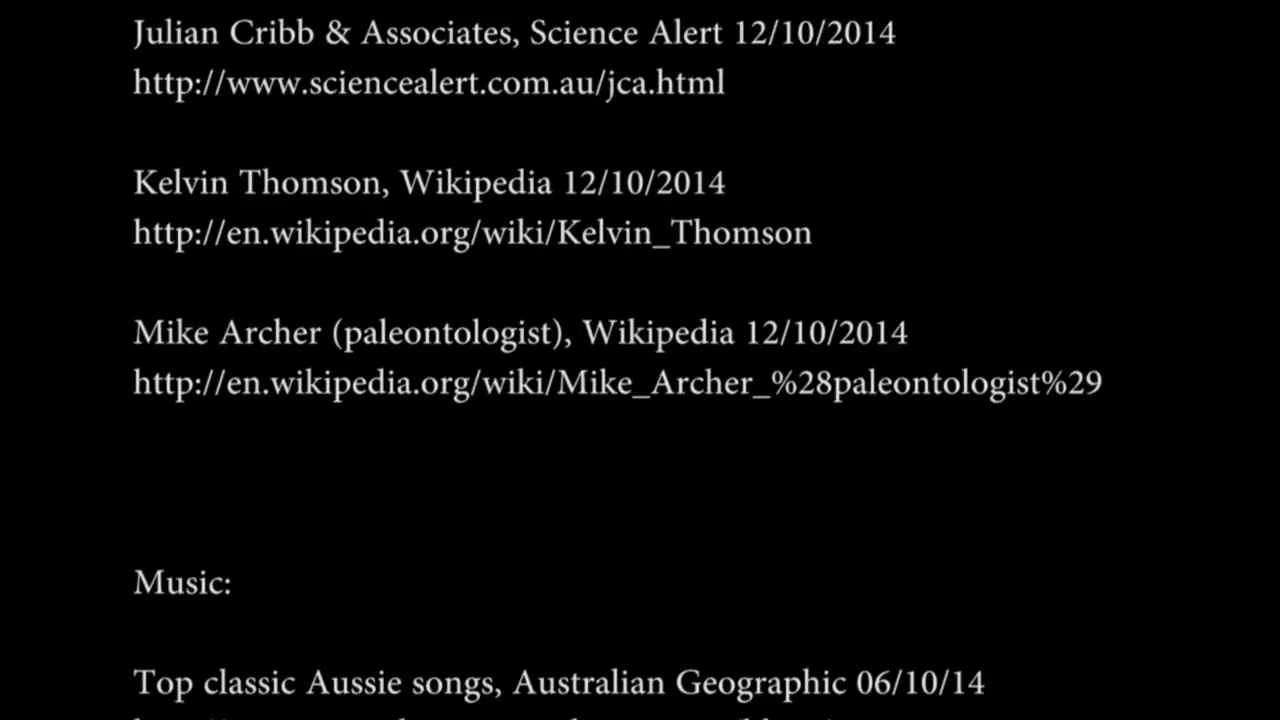 Julian Cribb & Associates, Science Alert 12/10/2014
http://www.sciencealert.com.au/jca.html
Kelvin Thomson, Wikipedia 12/10/2014
http://en.wikipedia.org/wiki/Kelvin_Thomson
Mike Archer (paleontologist), Wikipedia 12/10/2014
http://en.wikipedia.org/wiki/Mike_Archer_%28paleontologist%29
Music:
Top classic Aussie songs, Australian Geographic 06/10/14